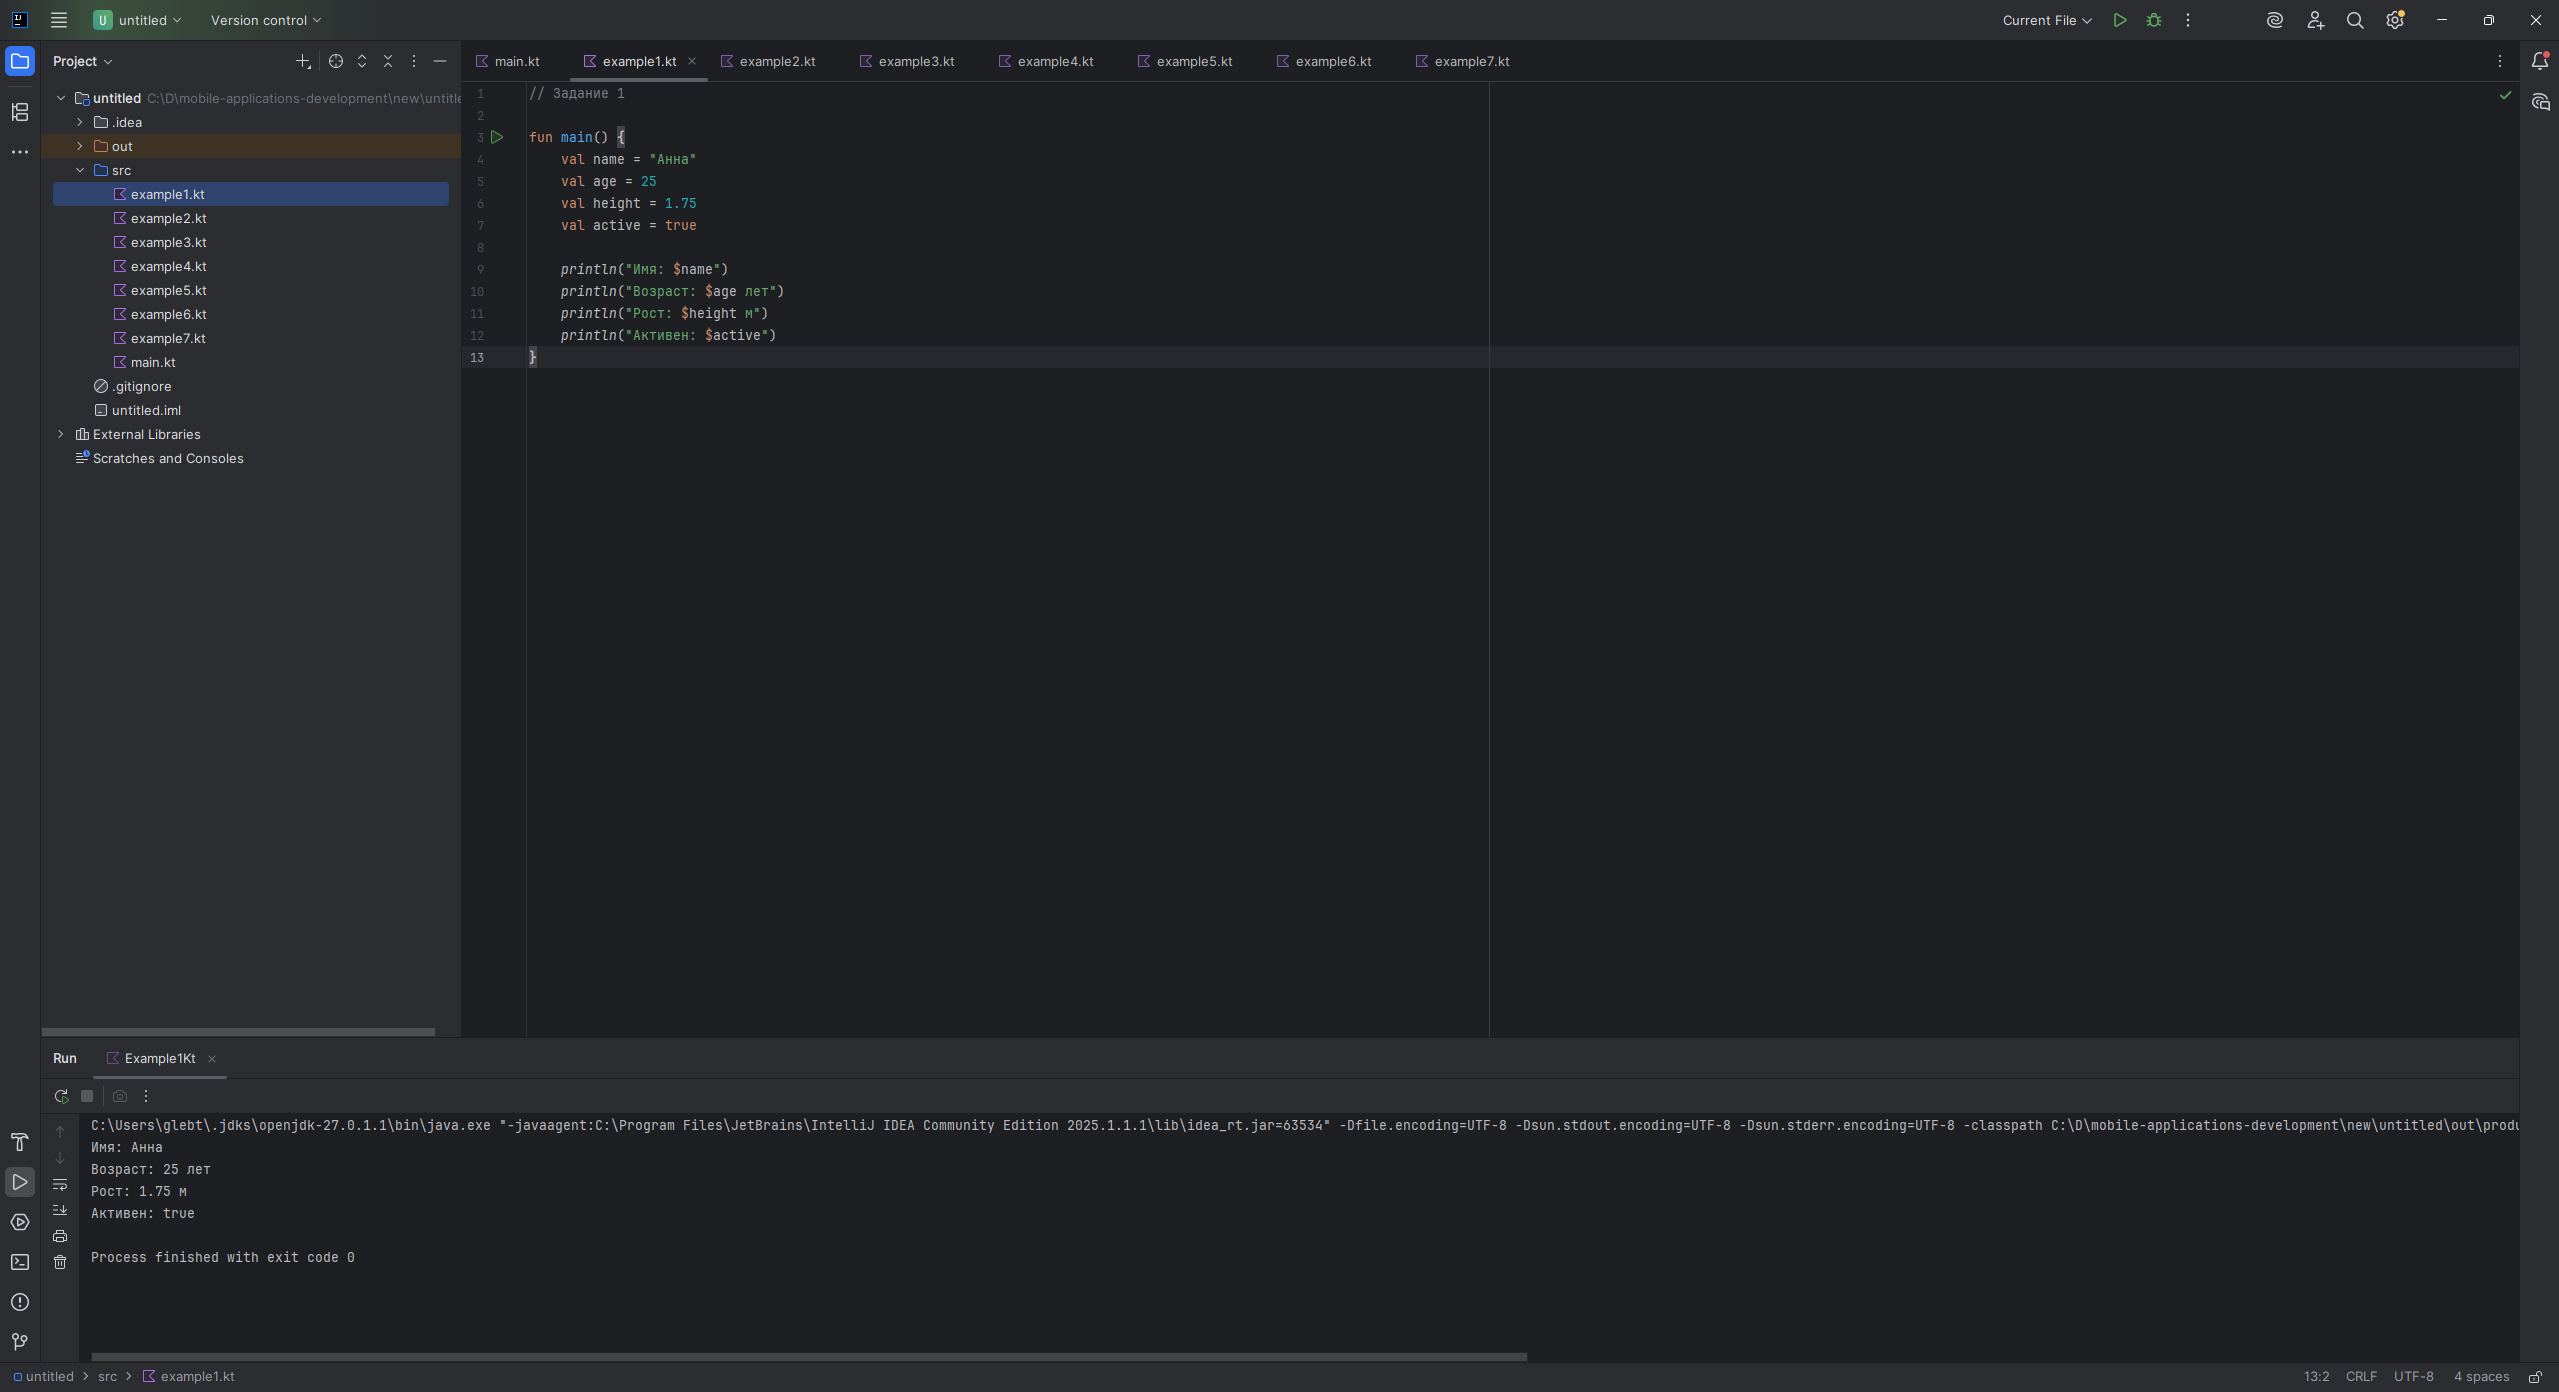 U untitled Version control Current File
Project
main.kt example1.kt example2.kt example3.kt example4.kt example5.kt example6.kt example7.kt
untitled C:\D\mobile-applications-development\new\untitle
.idea
out
src
example1.kt
example2.kt
example3.kt
example4.kt
example5.kt
example6.kt
example7.kt
main.kt
.gitignore
untitled.iml
External Libraries
Scratches and Consoles
1 // Задание 1
2
3 fun main() {
4 val name = "Анна"
5 val age = 25
6 val height = 1.75
7 val active = true
8
9 println("Имя: $name")
10 println("Возраст: $age лет")
11 println("Рост: $height м")
12 println("Активен: $active")
13 }
Run Example1Kt
C:\Users\glebt\.jdks\openjdk-27.0.1.1\bin\java.exe "-javaagent:C:\Program Files\JetBrains\IntelliJ IDEA Community Edition 2025.1.1.1\lib\idea_rt.jar=63534" -Dfile.encoding=UTF-8 -Dsun.stdout.encoding=UTF-8 -Dsun.stderr.encoding=UTF-8 -classpath C:\D\mobile-applications-development\new\untitled\out\produ
Имя: Анна
Возраст: 25 лет
Рост: 1.75 м
Активен: true
Process finished with exit code 0
untitled src example1.kt 13:2 CRLF UTF-8 4 spaces